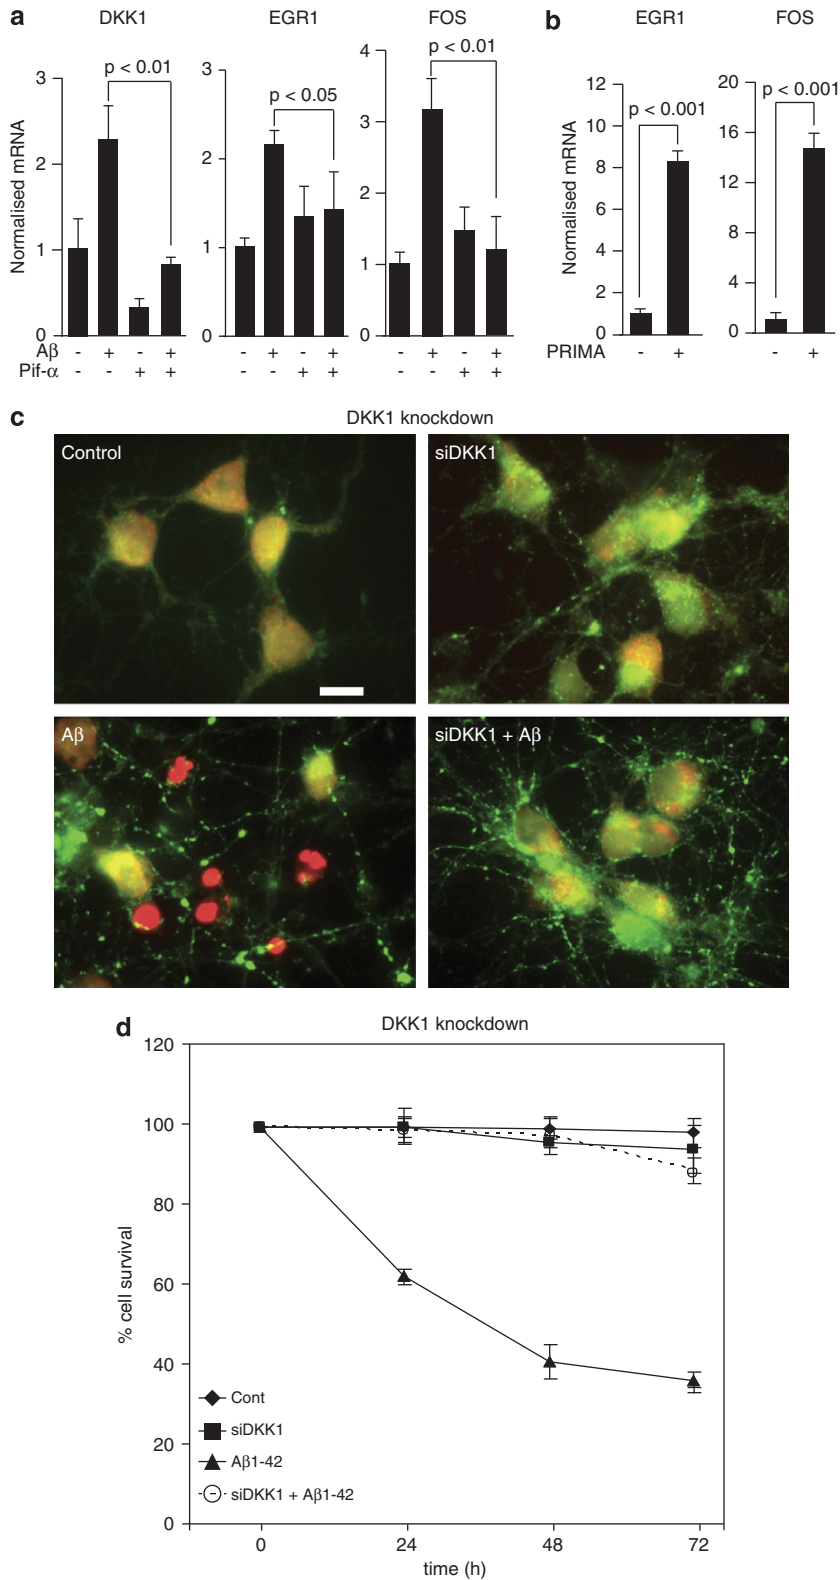 a
DKK1
EGR1
FOS
Normalised mRNA
3
2
1
0
p < 0.01
3
2
1
0
p < 0.05
4
3
2
1
0
p < 0.01
Aβ - + - + - + - + - + - +
Pif-α - - + + - - + + - - + +
b
EGR1
FOS
Normalised mRNA
12
10
8
6
4
2
0
p < 0.001
20
16
12
8
4
0
p < 0.001
PRIMA - + - +
c
DKK1 knockdown
Control
siDKK1
Aβ
siDKK1 + Aβ
d
DKK1 knockdown
% cell survival
120
100
80
60
40
20
0
Cont
siDKK1
Aβ1-42
siDKK1 + Aβ1-42
0 24 48 72
time (h)